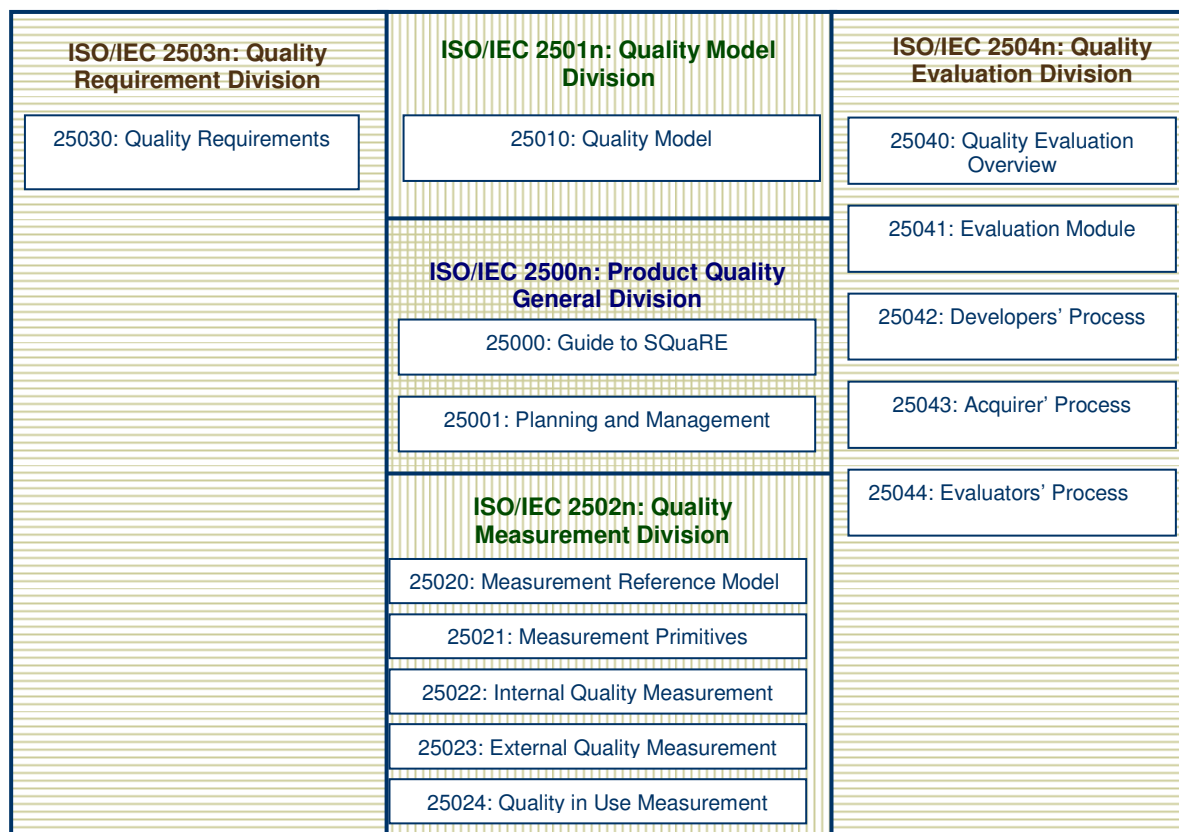 ISO/IEC 2503n: Quality
Requirement Division
25030: Quality Requirements
ISO/IEC 2501n: Quality Model
Division
25010: Quality Model
ISO/IEC 2500n: Product Quality
General Division
25000: Guide to SQuaRE
25001: Planning and Management
ISO/IEC 2502n: Quality
Measurement Division
25020: Measurement Reference Model
25021: Measurement Primitives
25022: Internal Quality Measurement
25023: External Quality Measurement
25024: Quality in Use Measurement
ISO/IEC 2504n: Quality
Evaluation Division
25040: Quality Evaluation
Overview
25041: Evaluation Module
25042: Developers’ Process
25043: Acquirer’ Process
25044: Evaluators’ Process